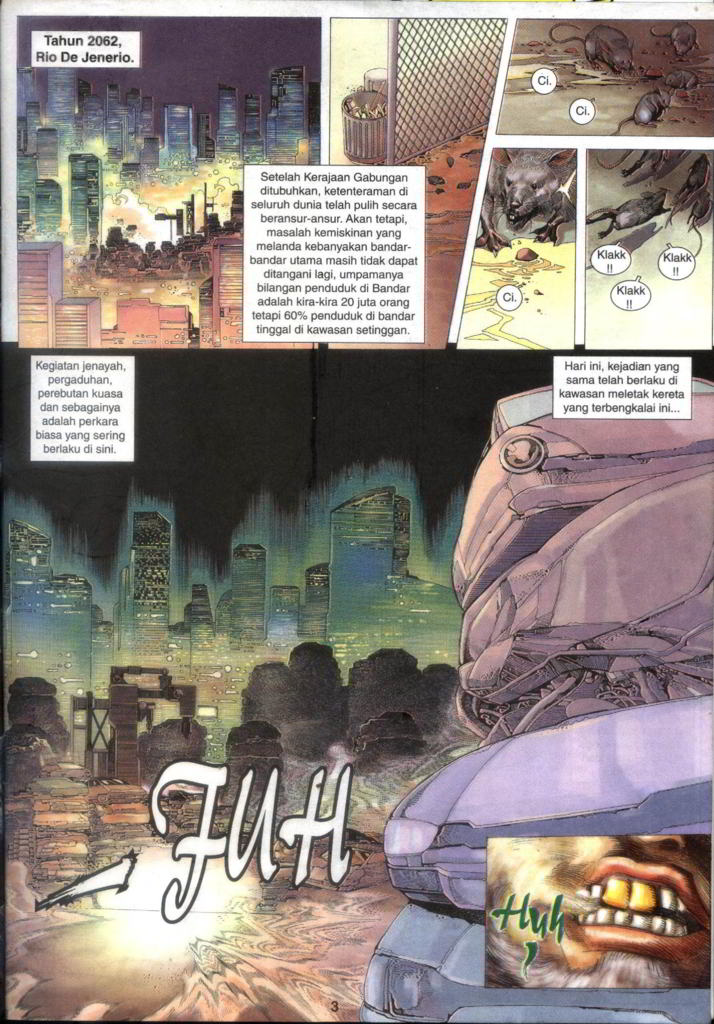 Tahun 2062,
Rio De Jenerio.
Setelah Kerajaan Gabungan
ditubuhkan, ketenteraman di
seluruh dunia telah pulih secara
beransur-ansur. Akan tetapi,
masalah kemiskinan yang
melanda kebanyakan bandar-
bandar utama masih tidak dapat
ditangani lagi, umpamanya
bilangan penduduk di Bandar
adalah kira-kira 20 juta orang
tetapi 60% penduduk di bandar
tinggal di kawasan setinggan.
Ci.
Ci.
Ci.
Klakk
!!
Klakk
!!
Klakk
!!
Kegiatan jenayah,
pergaduhan,
perebutan kuasa
dan sebagainya
adalah perkara
biasa yang sering
berlaku di sini.
Hari ini, kejadian yang
sama telah berlaku di
kawasan meletak kereta
yang terbengkalai ini...
FUH
Huh
3